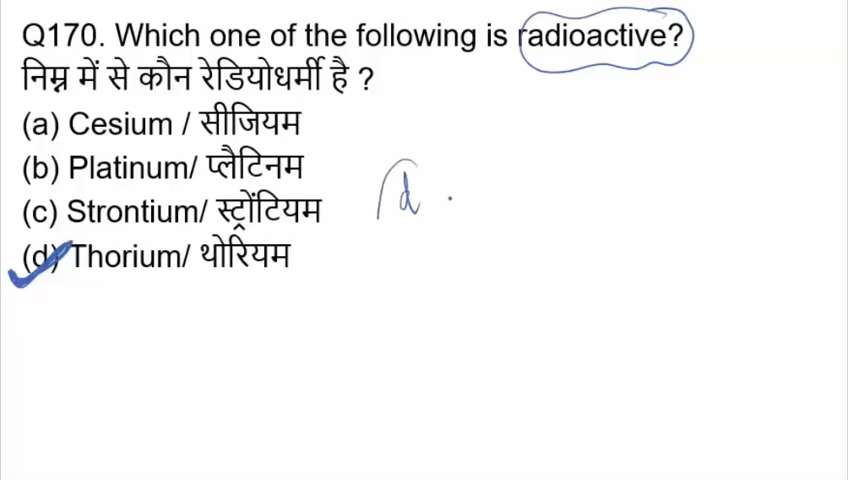 Q170. Which one of the following is radioactive?
निम्न में से कौन रेडियोधर्मी है ?
(a) Cesium / सीजियम
(b) Platinum/ प्लैटिनम
(c) Strontium/ स्ट्रोंटियम
d
(d) Thorium/ थोरियम